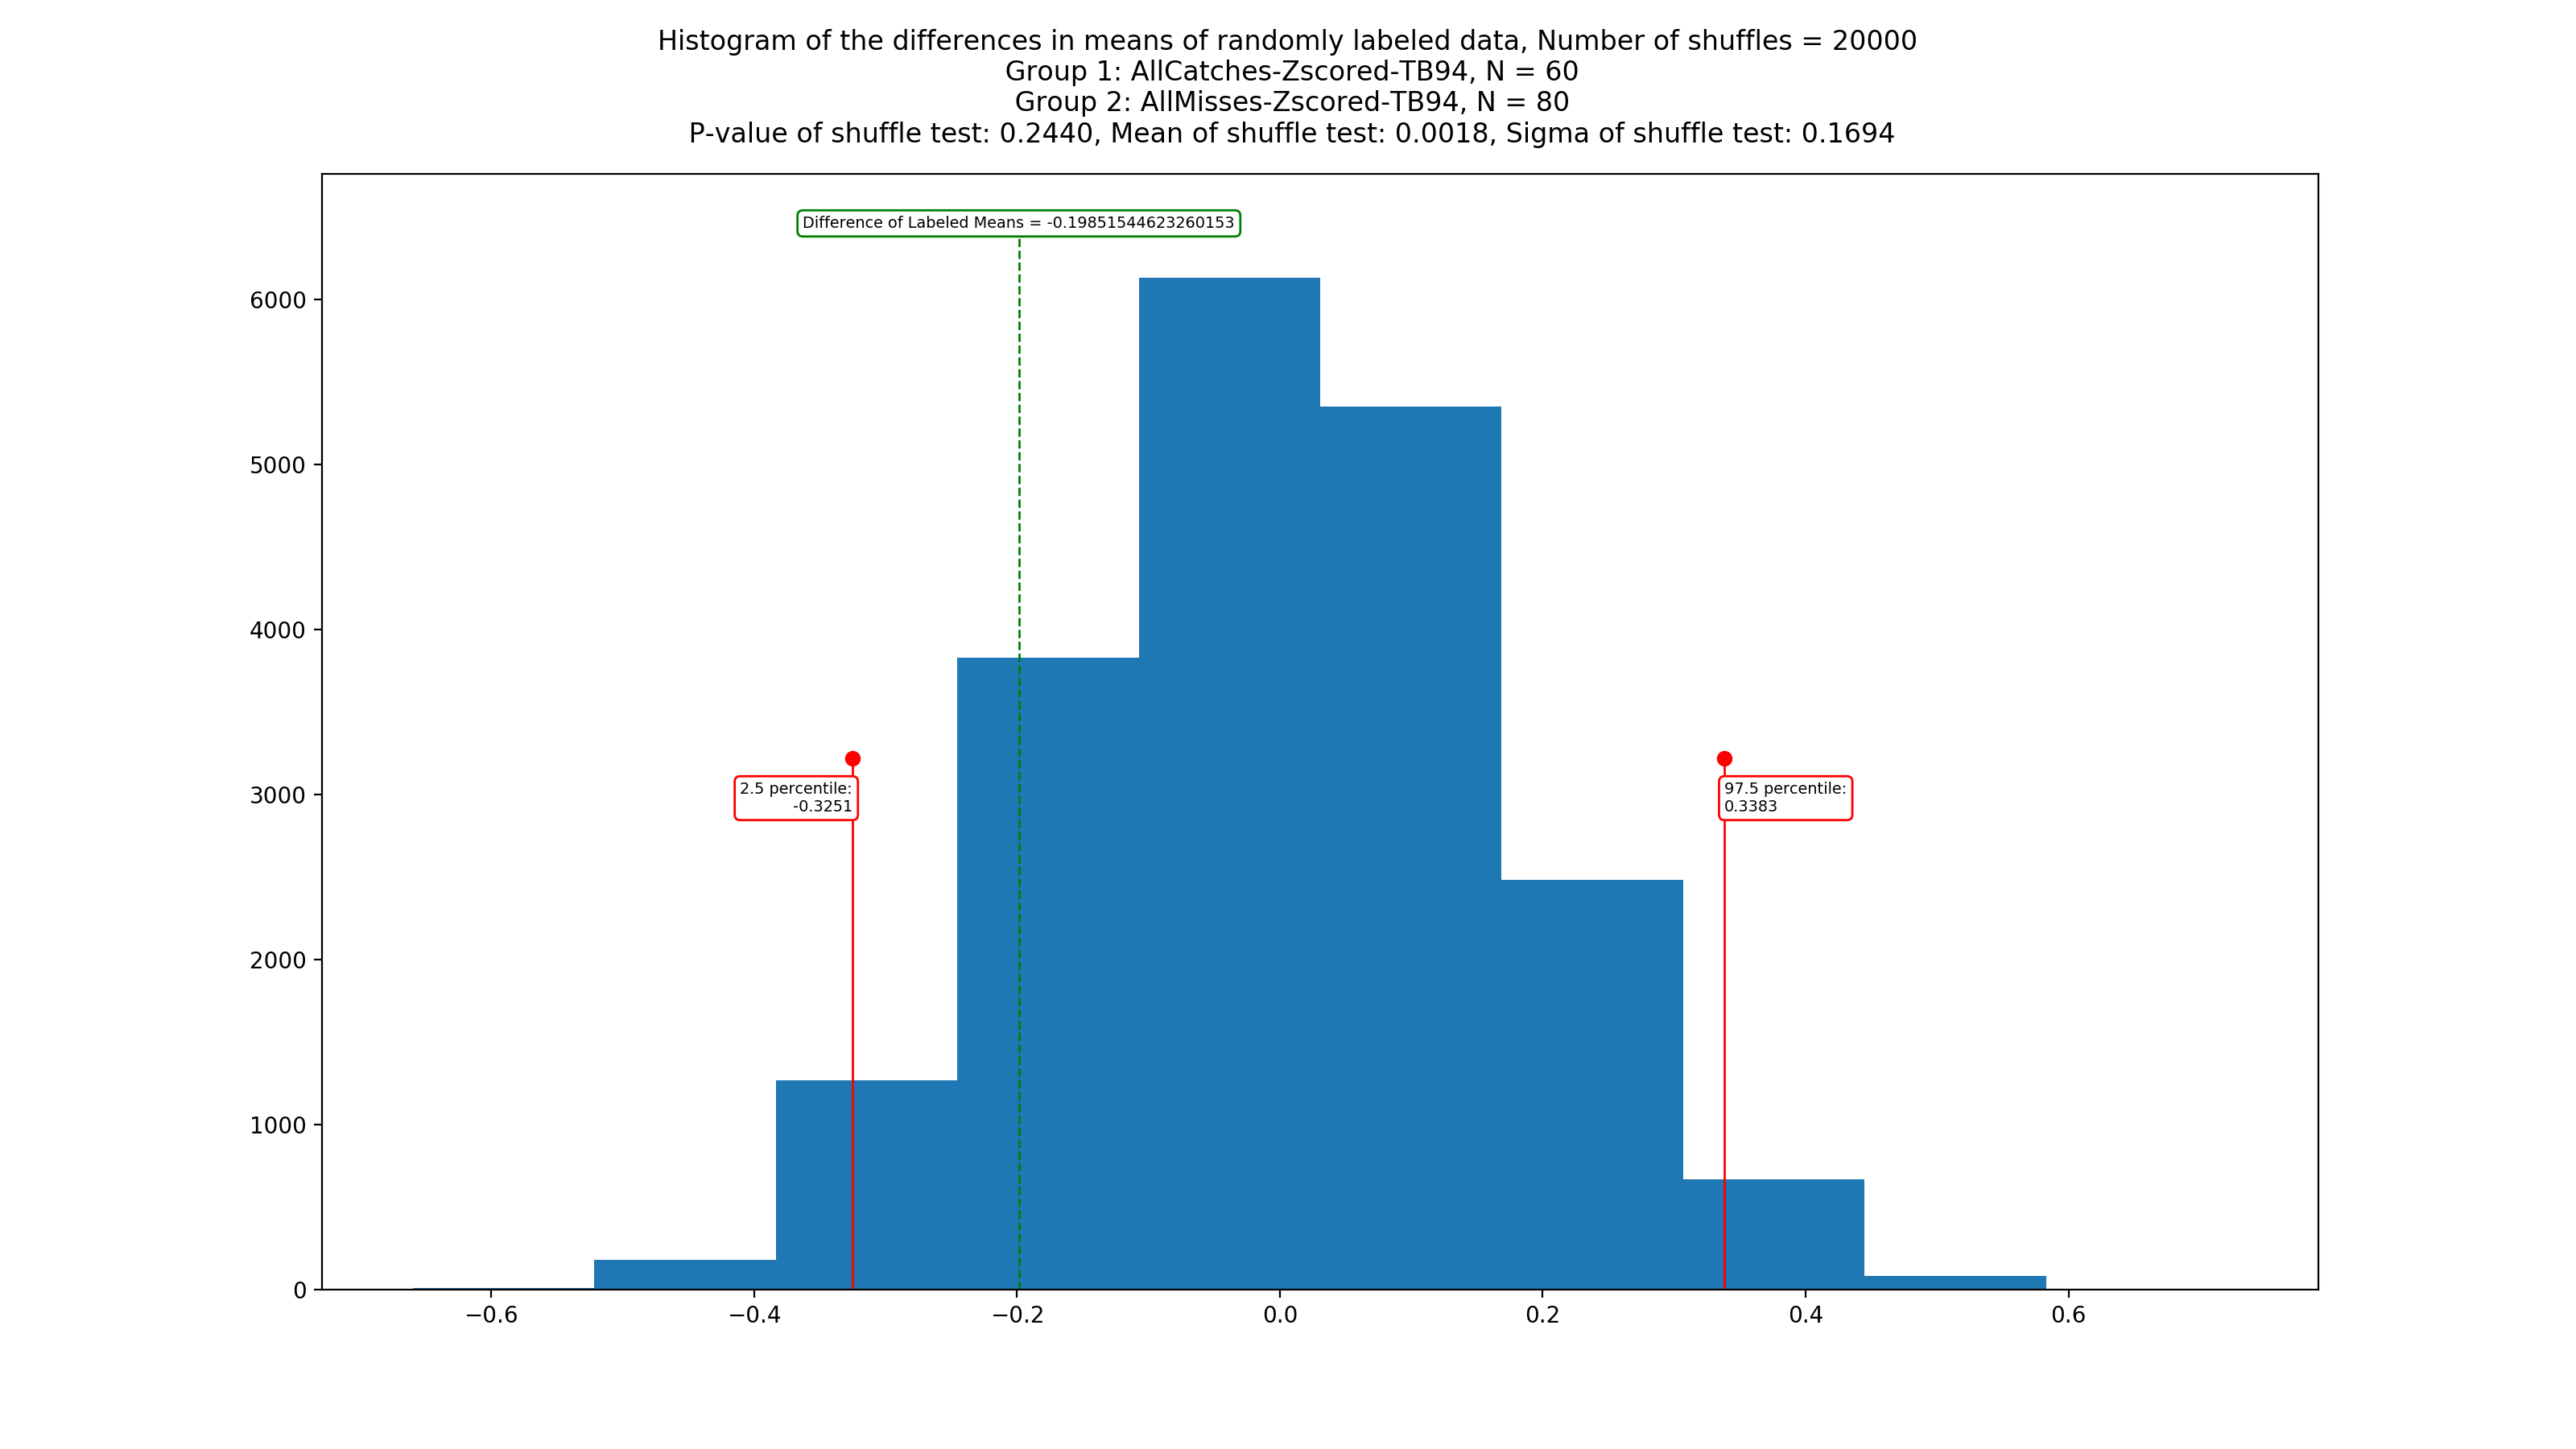 Histogram of the differences in means of randomly labeled data, Number of shuffles = 20000
Group 1: AllCatches-Zscored-TB94, N = 60
Group 2: AllMisses-Zscored-TB94, N = 80
P-value of shuffle test: 0.2440, Mean of shuffle test: 0.0018, Sigma of shuffle test: 0.1694
Difference of Labeled Means = -0.19851544623260153
6000
5000
4000
3000
2000
1000
0
2.5 percentile:
-0.3251
97.5 percentile:
0.3383
−0.6
−0.4
−0.2
0.0
0.2
0.4
0.6